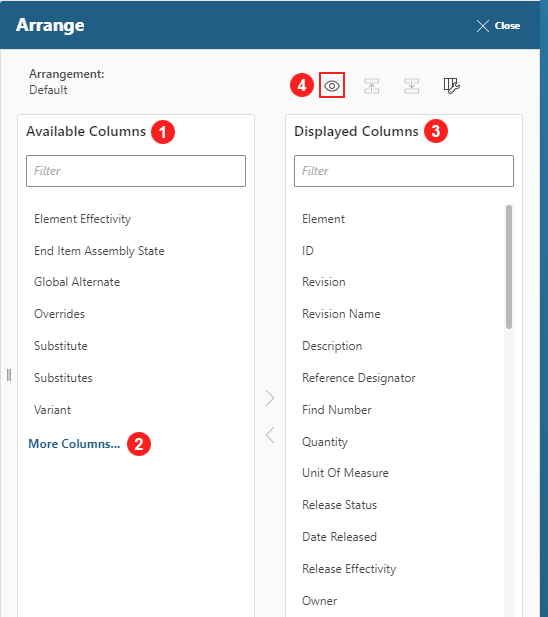 Arrange
Close
Arrangement:
Default
4
Available Columns 1
Filter
Element Effectivity
End Item Assembly State
Global Alternate
Overrides
Substitute
Substitutes
Variant
More Columns... 2
Displayed Columns 3
Filter
Element
ID
Revision
Revision Name
Description
Reference Designator
Find Number
Quantity
Unit Of Measure
Release Status
Date Released
Release Effectivity
Owner